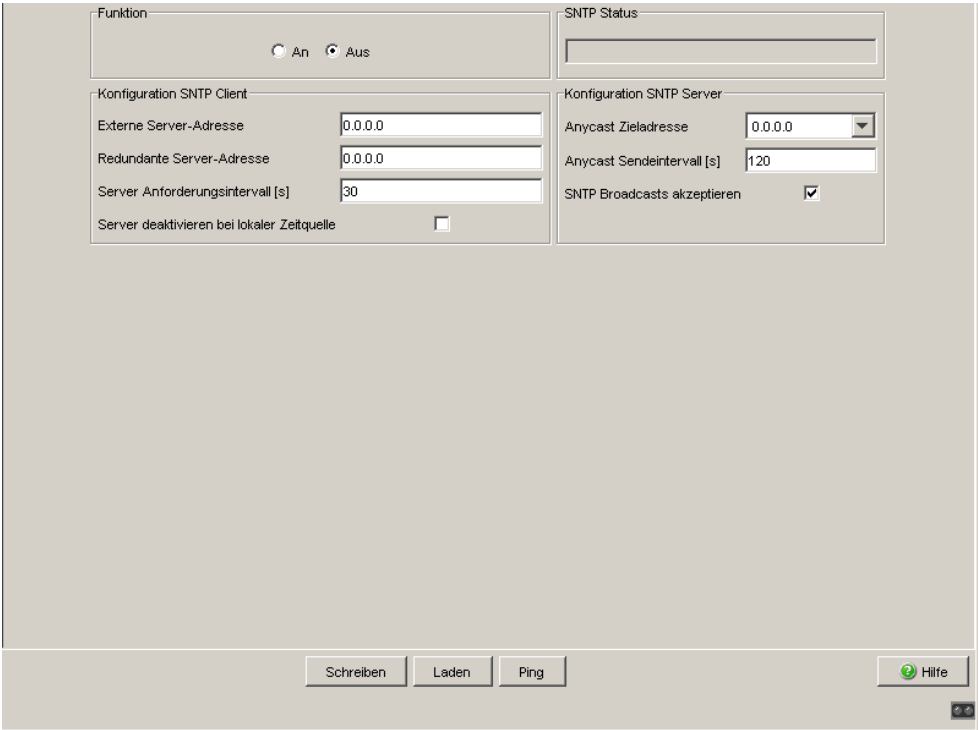 Funktion
An Aus
SNTP Status
Konfiguration SNTP Client
Externe Server-Adresse 0.0.0.0
Redundante Server-Adresse 0.0.0.0
Server Anforderungsintervall [s] 30
Server deaktivieren bei lokaler Zeitquelle
Konfiguration SNTP Server
Anycast Zieladresse 0.0.0.0
Anycast Sendeintervall [s] 120
SNTP Broadcasts akzeptieren
Schreiben Laden Ping Hilfe